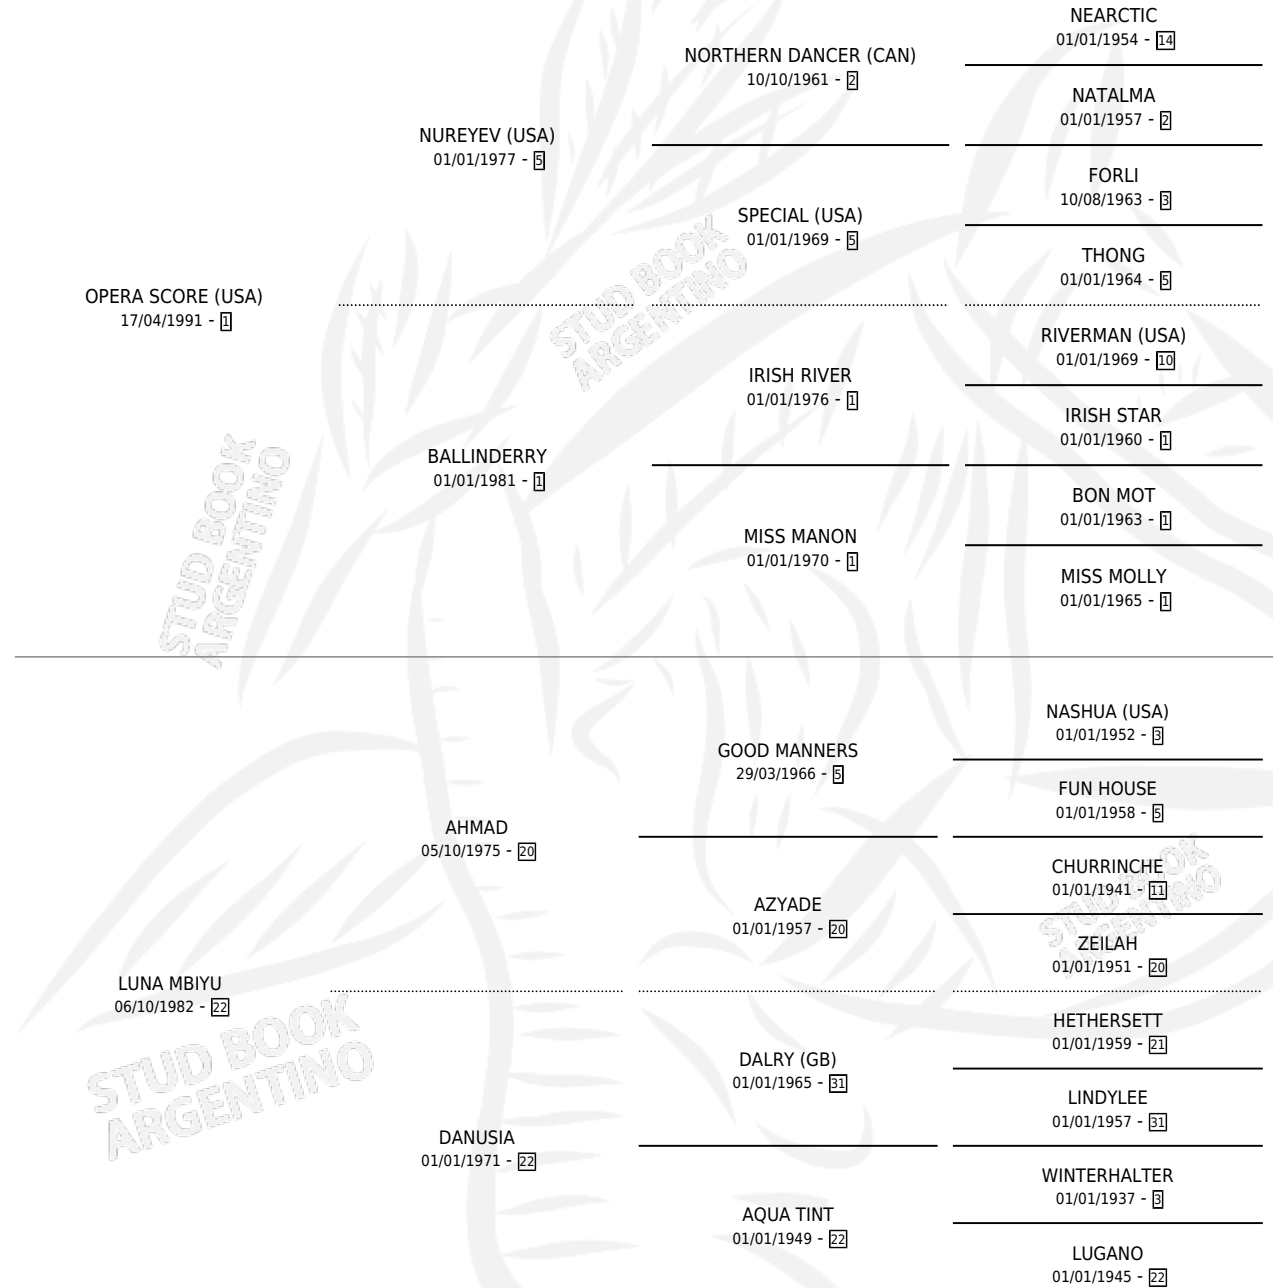 NEARCTIC
01/01/1954 - 14
NORTHERN DANCER (CAN)
10/10/1961 - 2
NATALMA
01/01/1957 - 2
NUREYEV (USA)
01/01/1977 - 5
FORLI
10/08/1963 - 3
SPECIAL (USA)
01/01/1969 - 5
THONG
01/01/1964 - 5
OPERA SCORE (USA)
17/04/1991 - 1
STUD BOOK
ARGENTINO
RIVERMAN (USA)
01/01/1969 - 10
IRISH RIVER
01/01/1976 - 1
IRISH STAR
01/01/1960 - 1
BALLINDERRY
01/01/1981 - 1
BON MOT
01/01/1963 - 1
MISS MANON
01/01/1970 - 1
MISS MOLLY
01/01/1965 - 1
STUD BOOK
ARGENTINO
NASHUA (USA)
01/01/1952 - 3
GOOD MANNERS
29/03/1966 - 5
FUN HOUSE
01/01/1958 - 5
AHMAD
05/10/1975 - 20
CHURRINCHE
01/01/1941 - 11
AZYADE
01/01/1957 - 20
ZEILAH
01/01/1951 - 20
STUD BOOK
ARGENTINO
LUNA MBIYU
06/10/1982 - 22
HETHERSETT
01/01/1959 - 21
DALRY (GB)
01/01/1965 - 31
LINDYLEE
01/01/1957 - 31
STUD BOOK
ARGENTINO
DANUSIA
01/01/1971 - 22
WINTERHALTER
01/01/1937 - 3
AQUA TINT
01/01/1949 - 22
LUGANO
01/01/1945 - 22